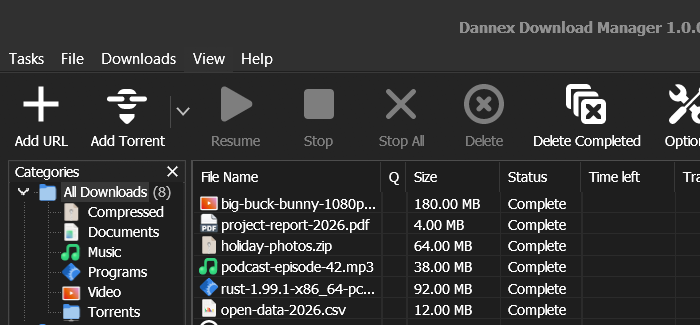 Dannex Download Manager 1.0.
Tasks File Downloads View Help
Add URL Add Torrent Resume Stop Stop All Delete Delete Completed Option
Categories File Name Q Size Status Time left Tra
All Downloads (8) big-buck-bunny-1080p... 180.00 MB Complete
Compressed project-report-2026.pdf 4.00 MB Complete
Documents holiday-photos.zip 64.00 MB Complete
Music podcast-episode-42.mp3 38.00 MB Complete
Programs rust-1.99.1-x86_64-pc... 92.00 MB Complete
Video open-data-2026.csv 12.00 MB Complete
Torrents